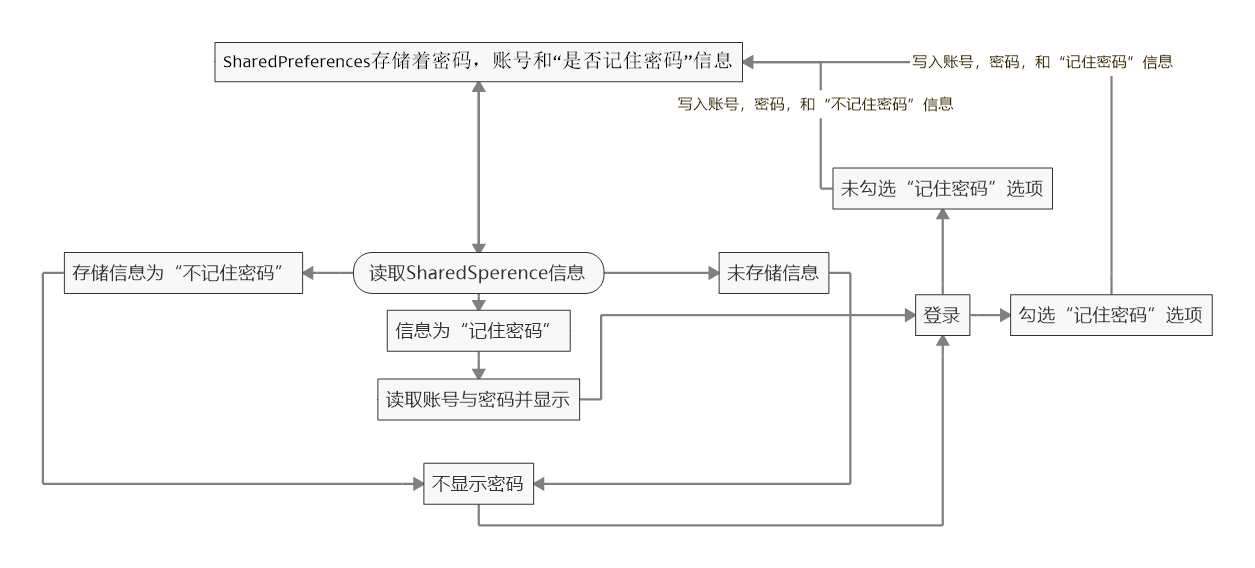 SharedPreferences存储着密码，账号和“是否记住密码”信息
写入账号，密码，和“记住密码”信息
写入账号，密码，和“不记住密码”信息
未勾选“记住密码”选项
存储信息为“不记住密码”
读取SharedSperence信息
未存储信息
登录
勾选“记住密码”选项
信息为“记住密码”
读取账号与密码并显示
不显示密码